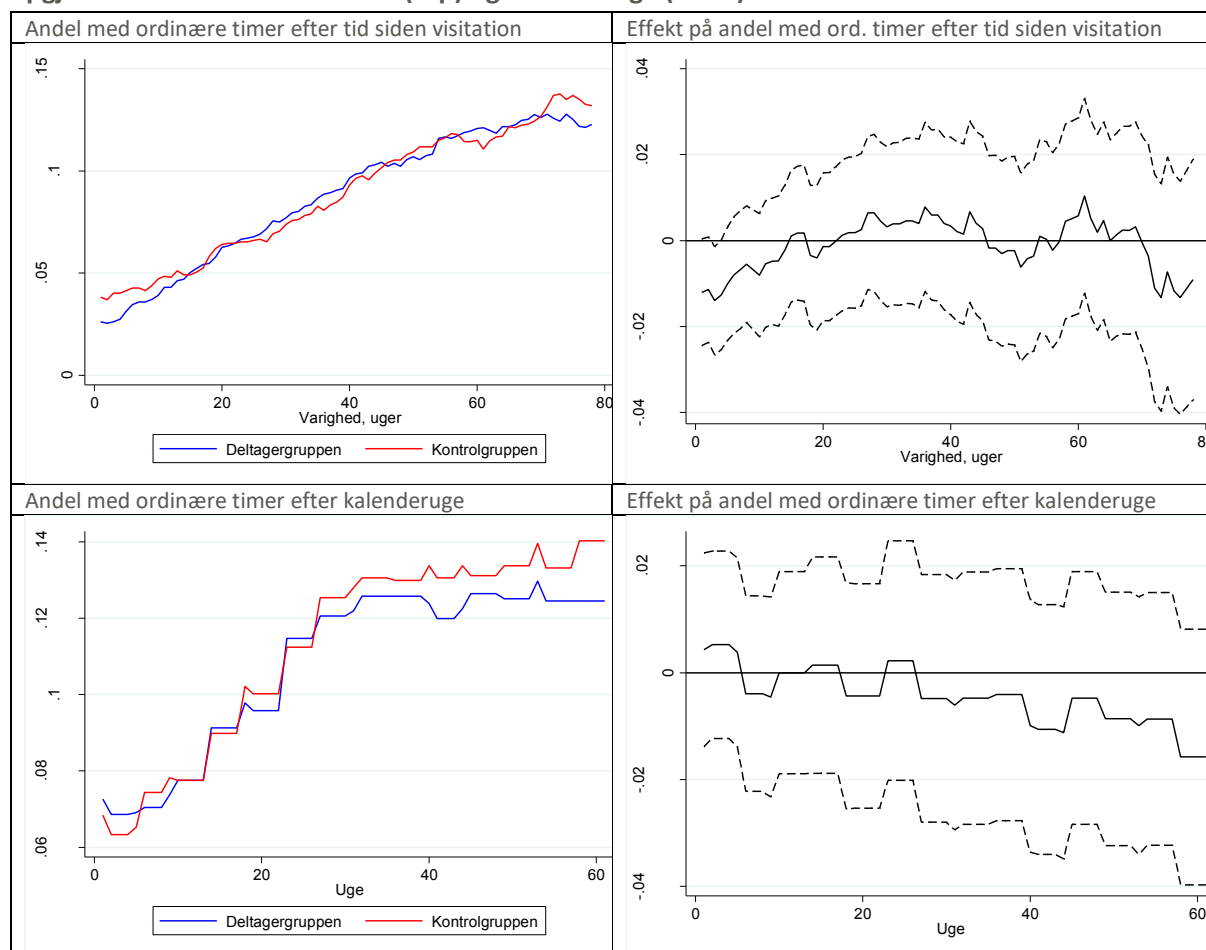 Andel med ordinære timer efter tid siden visitation
.15
.1
.05
0
0 20 40 60 80
Varighed, uger
Deltagergruppen Kontrolgruppen
Effekt på andel med ord. timer efter tid siden visitation
.04
.02
0
-.02
-.04
0 20 40 60
Varighed, uger
Andel med ordinære timer efter kalenderuge
.14
.12
.1
.08
.06
0 20 40 60
Uge
Deltagergruppen Kontrolgruppen
Effekt på andel med ordinære timer efter kalenderuge
.02
0
-.02
-.04
0 20 40 60
Uge